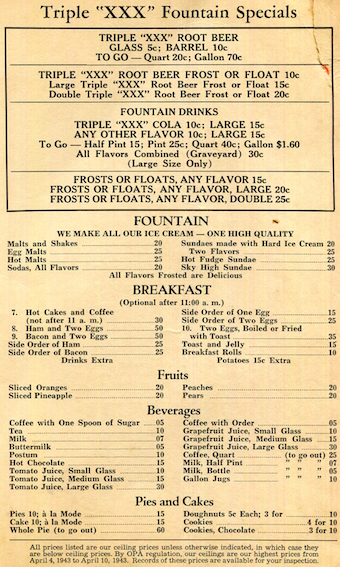 Triple "XXX" Fountain Specials
TRIPLE "XXX" ROOT BEER
GLASS 5c; BARREL 10c
TO GO — Quart 20c; Gallon 70c
TRIPLE "XXX" ROOT BEER FROST OR FLOAT 10c
Large Triple "XXX" Root Beer Frost or Float 15c
Double Triple "XXX" Root Beer Frost or Float 20c
FOUNTAIN DRINKS
TRIPLE "XXX" COLA 10c; LARGE 15c
ANY OTHER FLAVOR 10c; LARGE 15c
To Go — Half Pint 15; Pint 25c; Quart 40c; Gallon $1.60
All Flavors Combined (Graveyard) 30c
(Large Size Only)
FROSTS OR FLOATS, ANY FLAVOR 15c
FROSTS OR FLOATS, ANY FLAVOR, LARGE 20c
FROSTS OR FLOATS, ANY FLAVOR, DOUBLE 25c
FOUNTAIN
WE MAKE ALL OUR ICE CREAM — ONE HIGH QUALITY
Malts and Shakes 20
Egg Malts 25
Hot Malts 25
Sodas, All Flavors 20
Sundaes made with Hard Ice Cream 20
Two Flavors 25
Hot Fudge Sundae 25
Sky High Sundae 30
All Flavors Frosted are Delicious
BREAKFAST
(Optional after 11:00 a. m.)
7. Hot Cakes and Coffee
(not after 11 a. m.) 30
8. Ham and Two Eggs 50
9. Bacon and Two Eggs 50
Side Order of Ham 25
Side Order of Bacon 25
Drinks Extra
Side Order of One Egg 15
Side Order of Two Eggs 25
10. Two Eggs, Boiled or Fried
with Toast 35
Toast and Jelly 15
Breakfast Rolls 10
Potatoes 15c Extra
Fruits
Sliced Oranges 20
Sliced Pineapple 20
Peaches 20
Pears 20
Beverages
Coffee with One Spoon of Sugar 05
Tea 10
Milk 07
Buttermilk 05
Postum 10
Hot Chocolate 15
Tomato Juice, Small Glass 10
Tomato Juice, Medium Glass 15
Tomato Juice, Large Glass 30
Coffee with Order 05
Grapefruit Juice, Small Glass 10
Grapefruit Juice, Medium Glass 15
Grapefruit Juice, Large Glass 30
Coffee, Quart (to go out) 25
Milk, Half Pint " " " 07
Milk, Bottle " " " 05
Gallon Jugs " " " 10
Pies and Cakes
Pies 10; à la Mode 15
Cake 10; à la Mode 15
Whole Pie (to go out) 60
Doughnuts 5c Each; 3 for 10
Cookies 4 for 10
Cookies, Chocolate 3 for 10
All prices listed are our ceiling prices unless otherwise indicated, in which case they
are below ceiling prices. By OPA regulation, our ceilings are our highest prices from
April 4, 1943 to April 10, 1943. Records of these prices are available for your inspection.